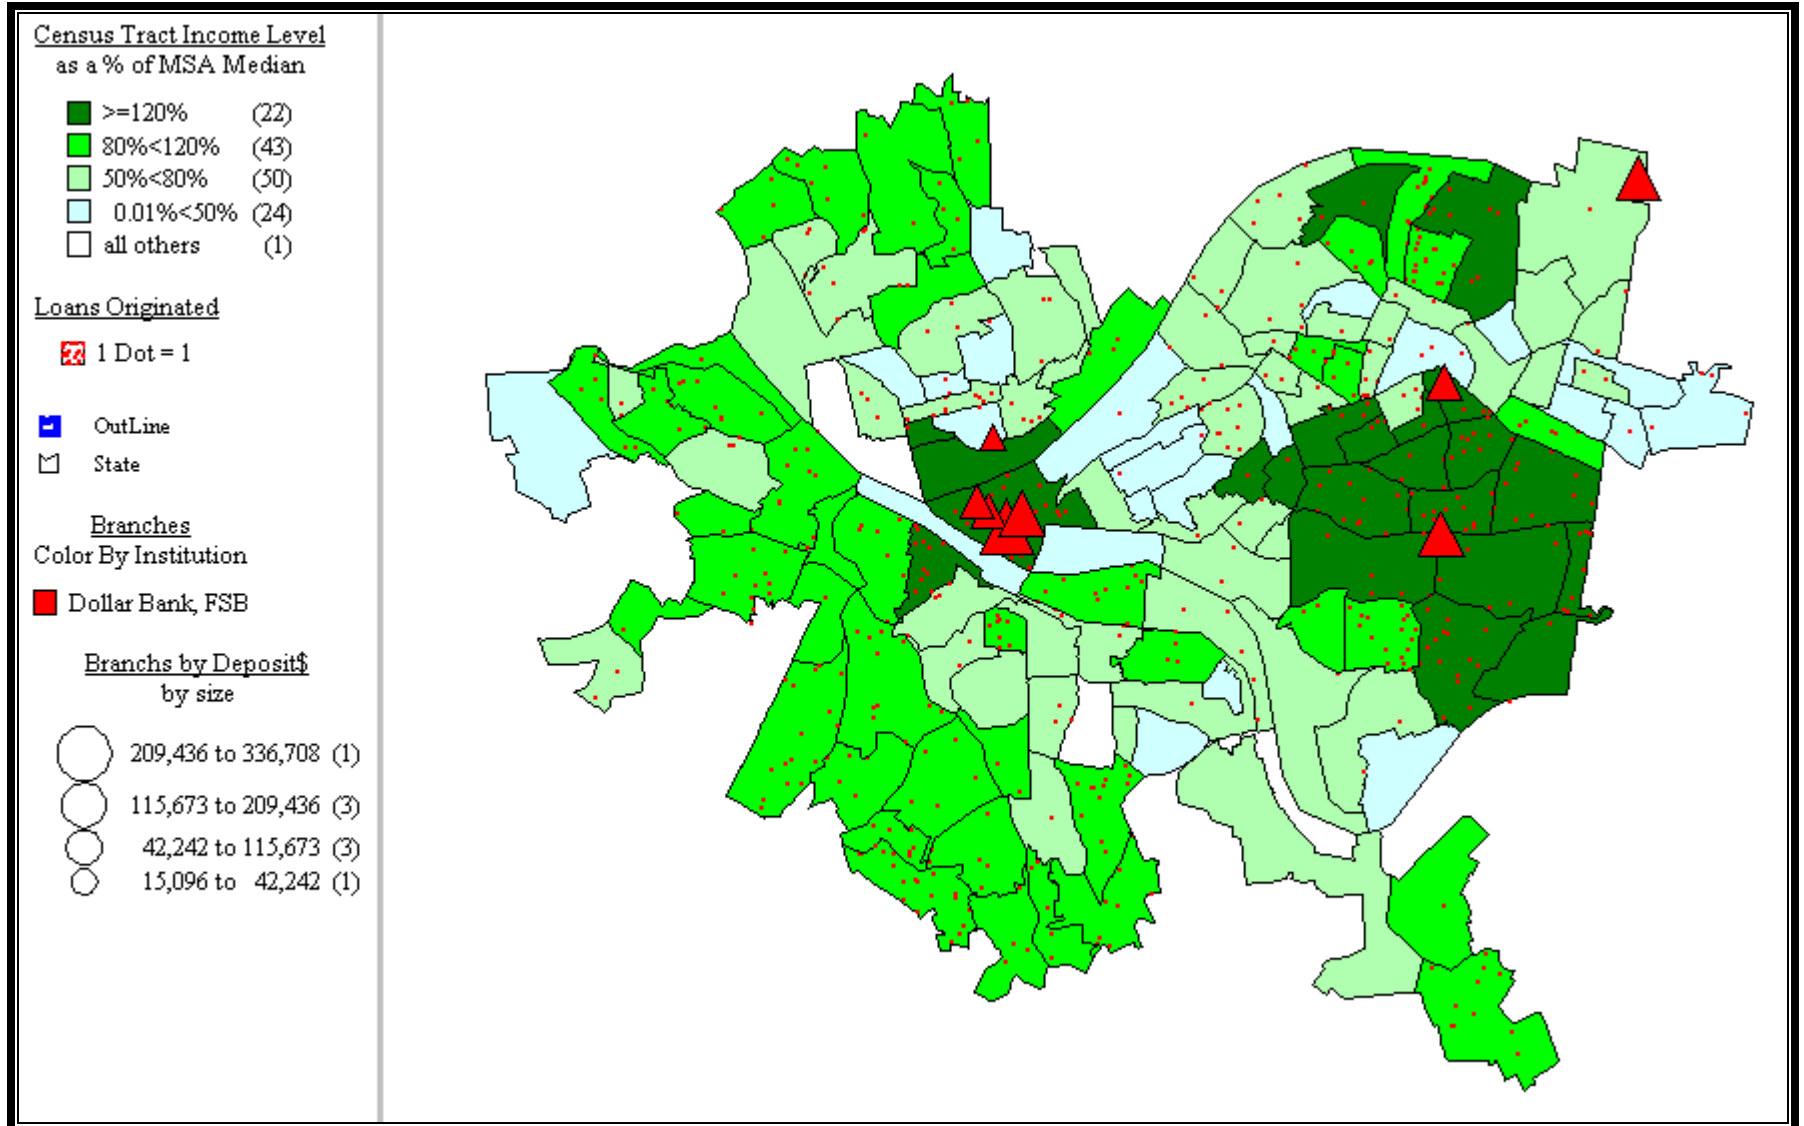 Census Tract Income Level
as a % of MSA Median
>=120% (22)
80%<120% (43)
50%<80% (50)
0.01%<50% (24)
all others (1)
Loans Originated
1 Dot = 1
OutLine
State
Branches
Color By Institution
Dollar Bank, FSB
Branchs by Deposit$
by size
209,436 to 336,708 (1)
115,673 to 209,436 (3)
42,242 to 115,673 (3)
15,096 to 42,242 (1)